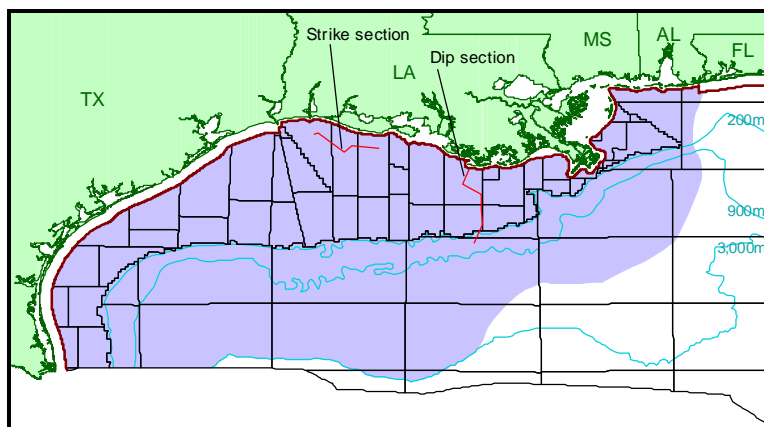 Strike section
Dip section
MS
AL
FL
LA
TX
200m
900m
3,000m